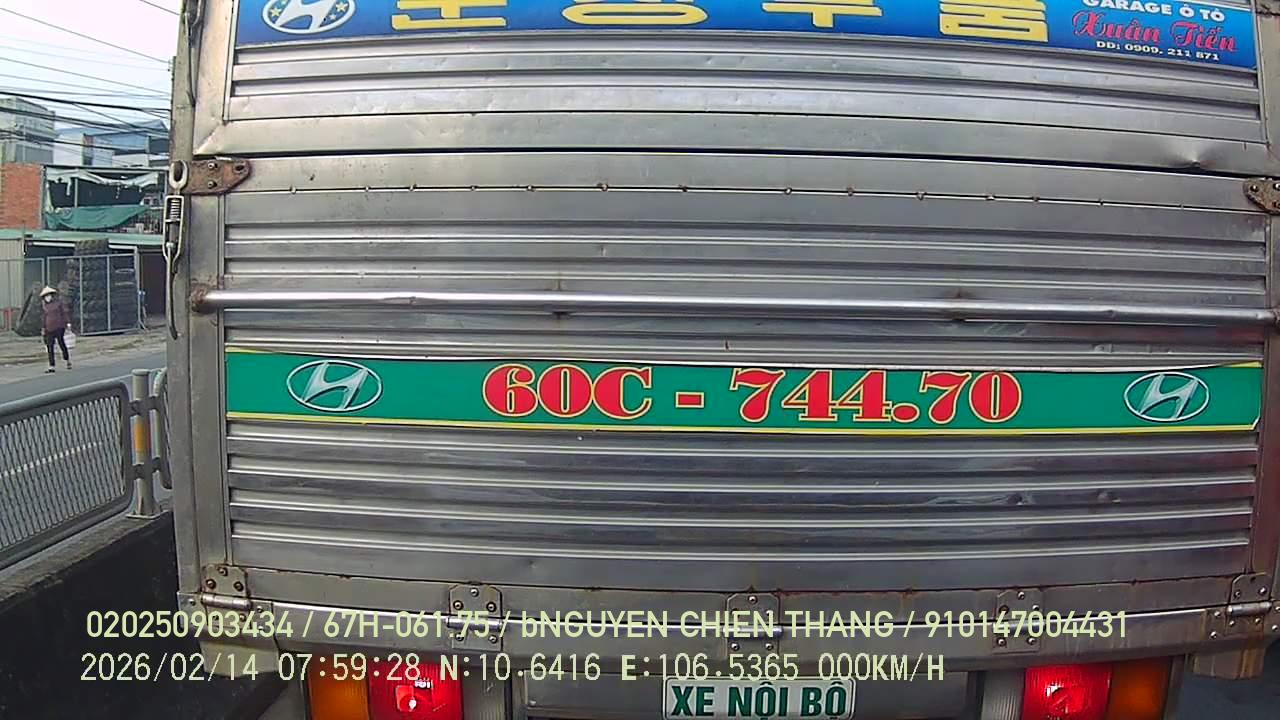 GARAGE Ô TÔ
Xuân Tiến
DĐ: 0909. 211 871
60C - 744.70
020250903434 / 67H-061.75 / bNGUYEN CHIEN THANG / 910147004431
2026/02/14 07:59:28 N:10.6416 E:106.5365 000KM/H
XE NỘI BỘ